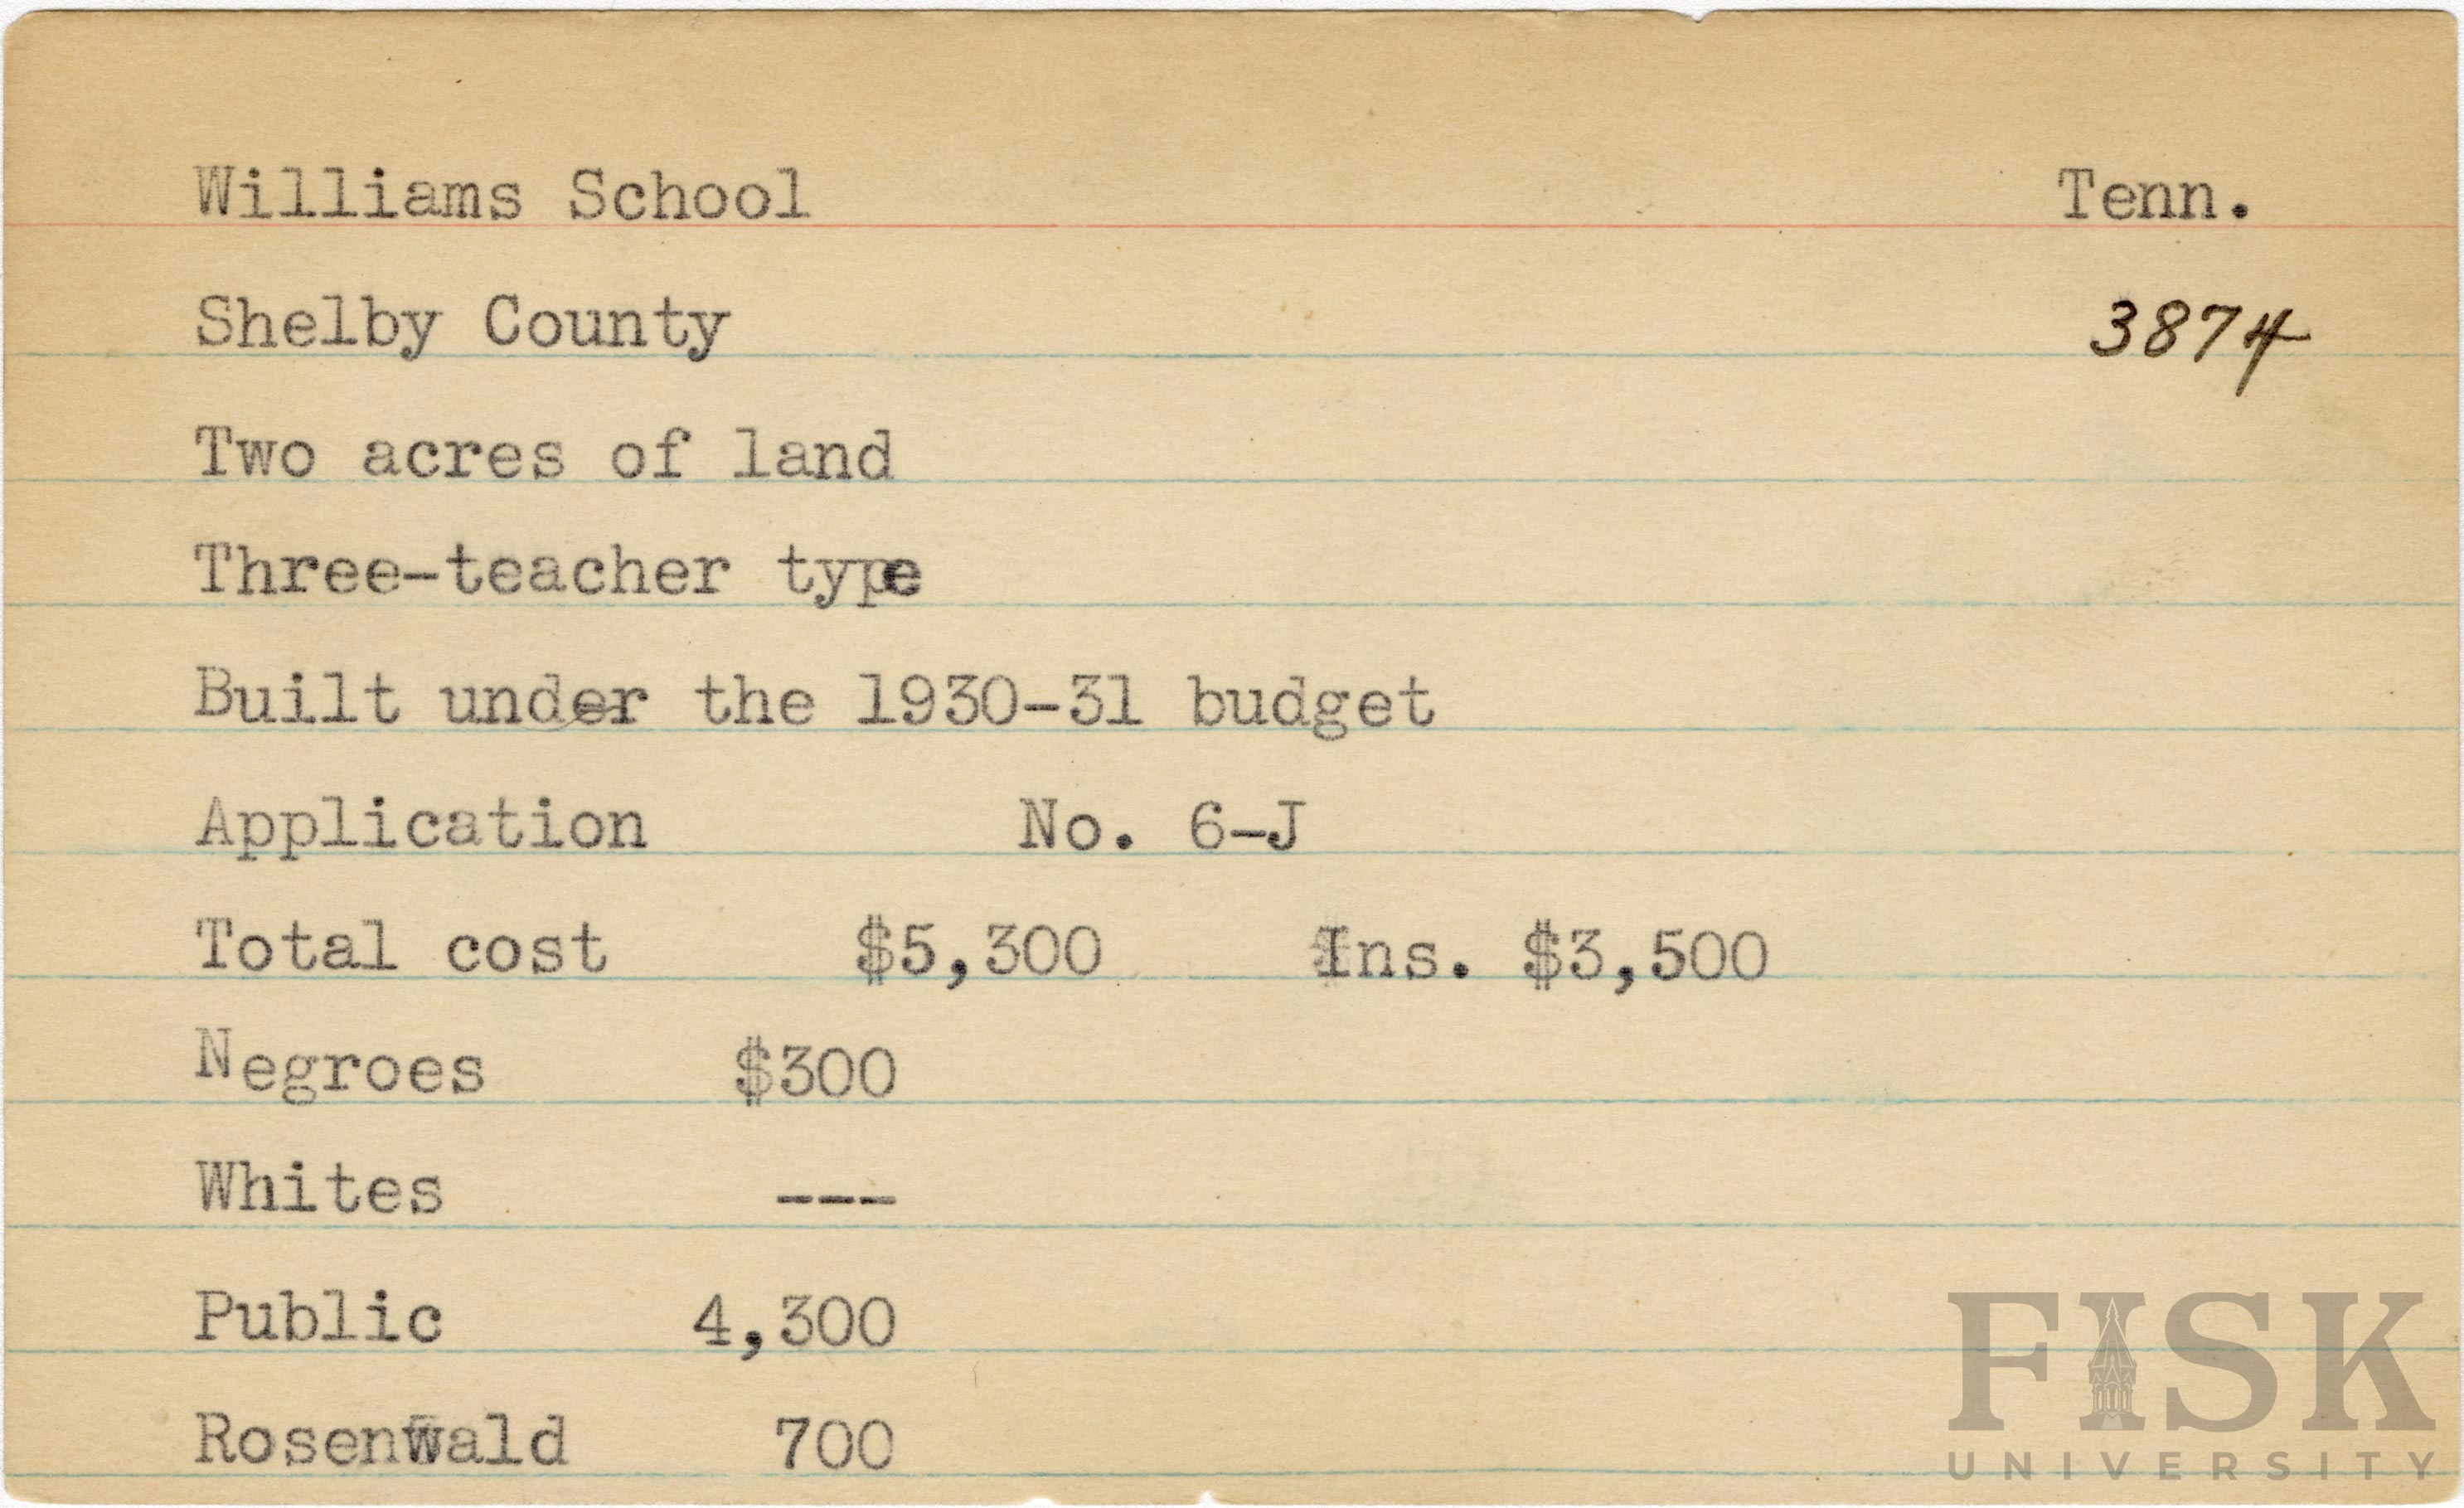 Williams School Tenn.
Shelby County 3874
Two acres of land
Three-teacher type
Built under the 1930-31 budget
Application No. 6-J
Total cost $5,300 Ins. $3,500
Negroes $300
Whites ---
Public 4,300
Rosenwald 700
FISK
UNIVERSITY